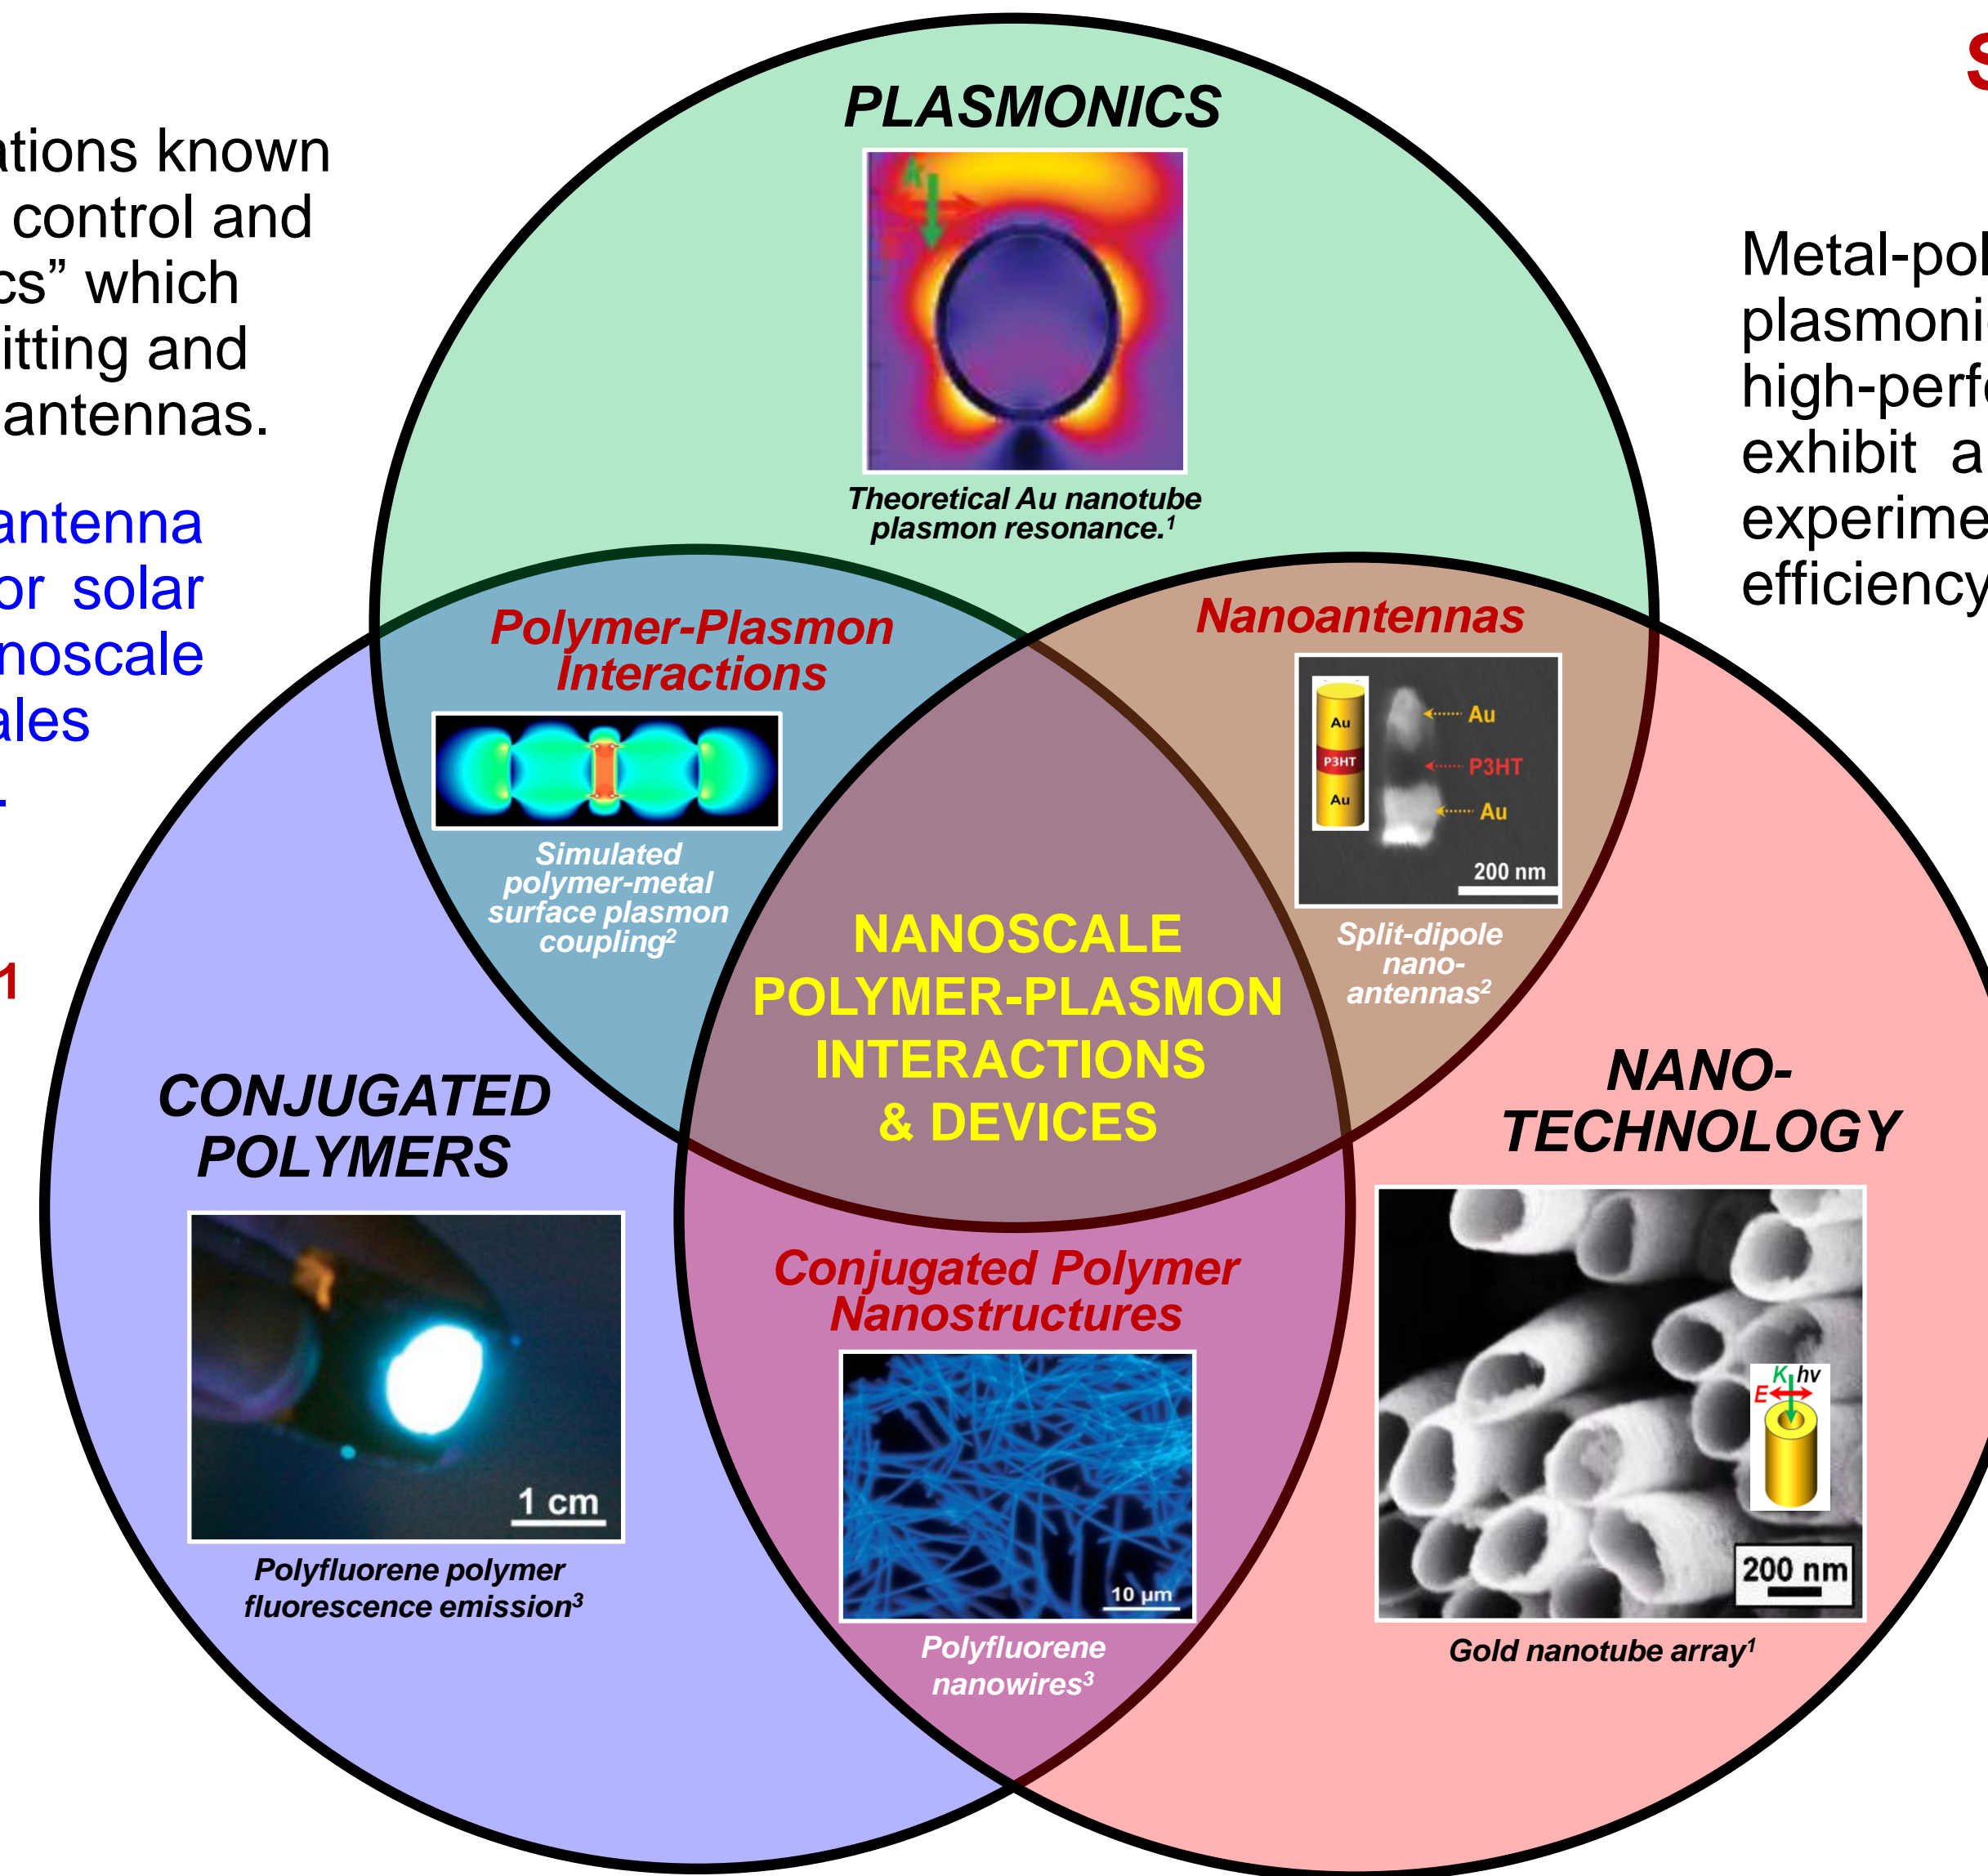 ations known
control and
cs” which
itting and
antennas.
antenna
or solar
noscale
ales
.
1
PLASMONICS
K
Theoretical Au nanotube
plasmon resonance.1
Polymer-Plasmon
Interactions
Simulated
polymer-metal
surface plasmon
coupling2
Nanoantennas
Au
P3HT
Au
Au
P3HT
Au
200 nm
Split-dipole
nano-
antennas2
NANOSCALE
POLYMER-PLASMON
INTERACTIONS
& DEVICES
CONJUGATED
POLYMERS
1 cm
Polyfluorene polymer
fluorescence emission3
Conjugated Polymer
Nanostructures
10 µm
Polyfluorene
nanowires3
NANO-
TECHNOLOGY
K hv
E
200 nm
Gold nanotube array1
S
Metal-pol
plasmoni
high-perfo
exhibit a
experime
efficiency